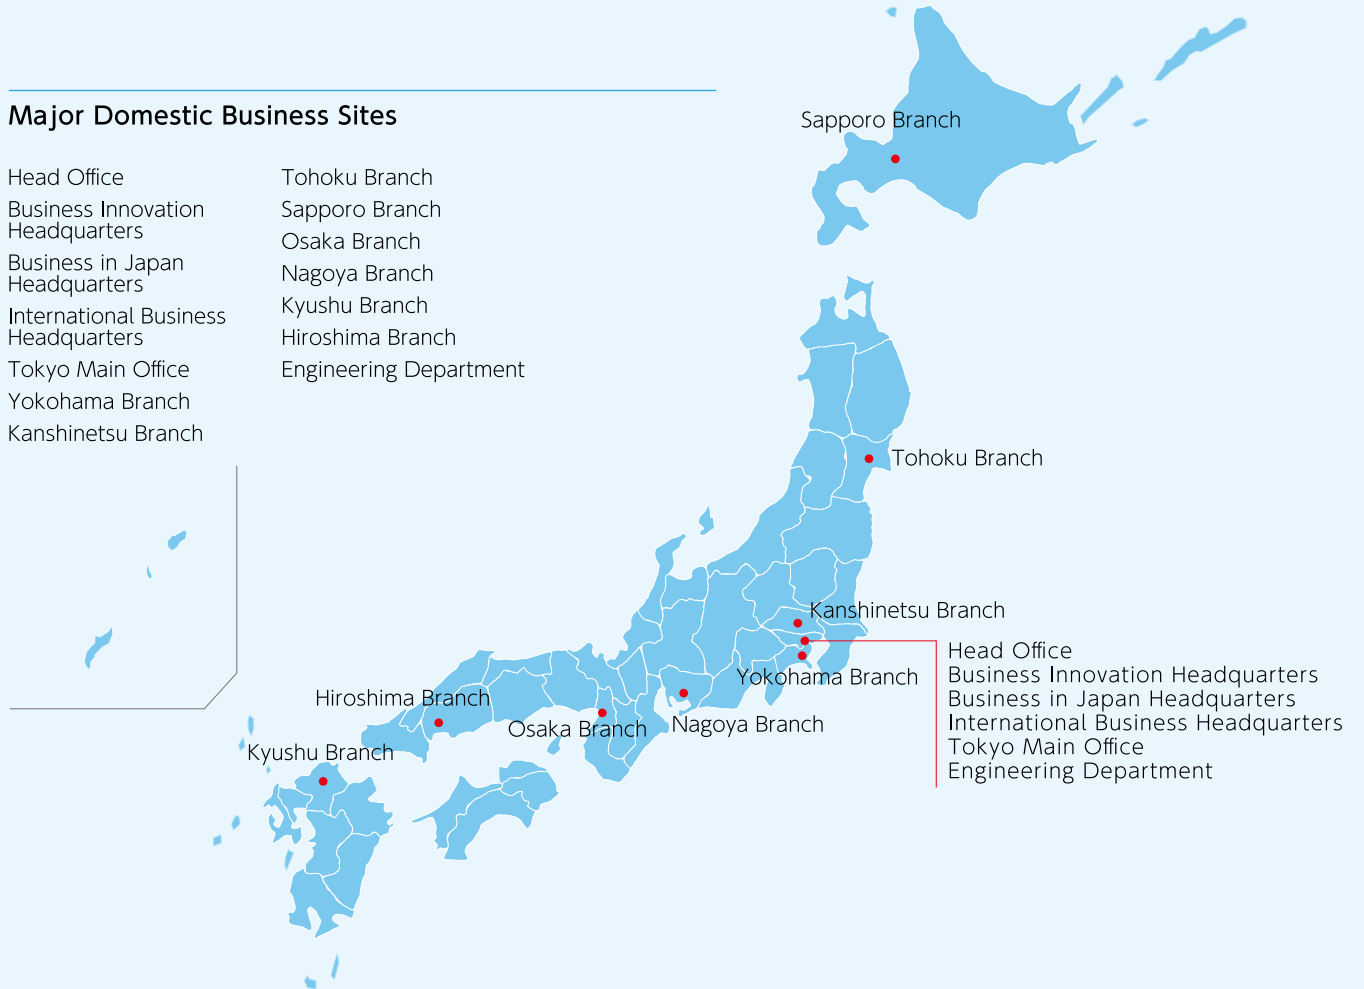 Major Domestic Business Sites
Head Office
Business Innovation
Headquarters
Business in Japan
Headquarters
International Business
Headquarters
Tokyo Main Office
Yokohama Branch
Kanshinetsu Branch
Tohoku Branch
Sapporo Branch
Osaka Branch
Nagoya Branch
Kyushu Branch
Hiroshima Branch
Engineering Department
Sapporo Branch
Tohoku Branch
Kanshinetsu Branch
Head Office
Business Innovation Headquarters
Business in Japan Headquarters
International Business Headquarters
Tokyo Main Office
Engineering Department
Yokohama Branch
Nagoya Branch
Osaka Branch
Hiroshima Branch
Kyushu Branch